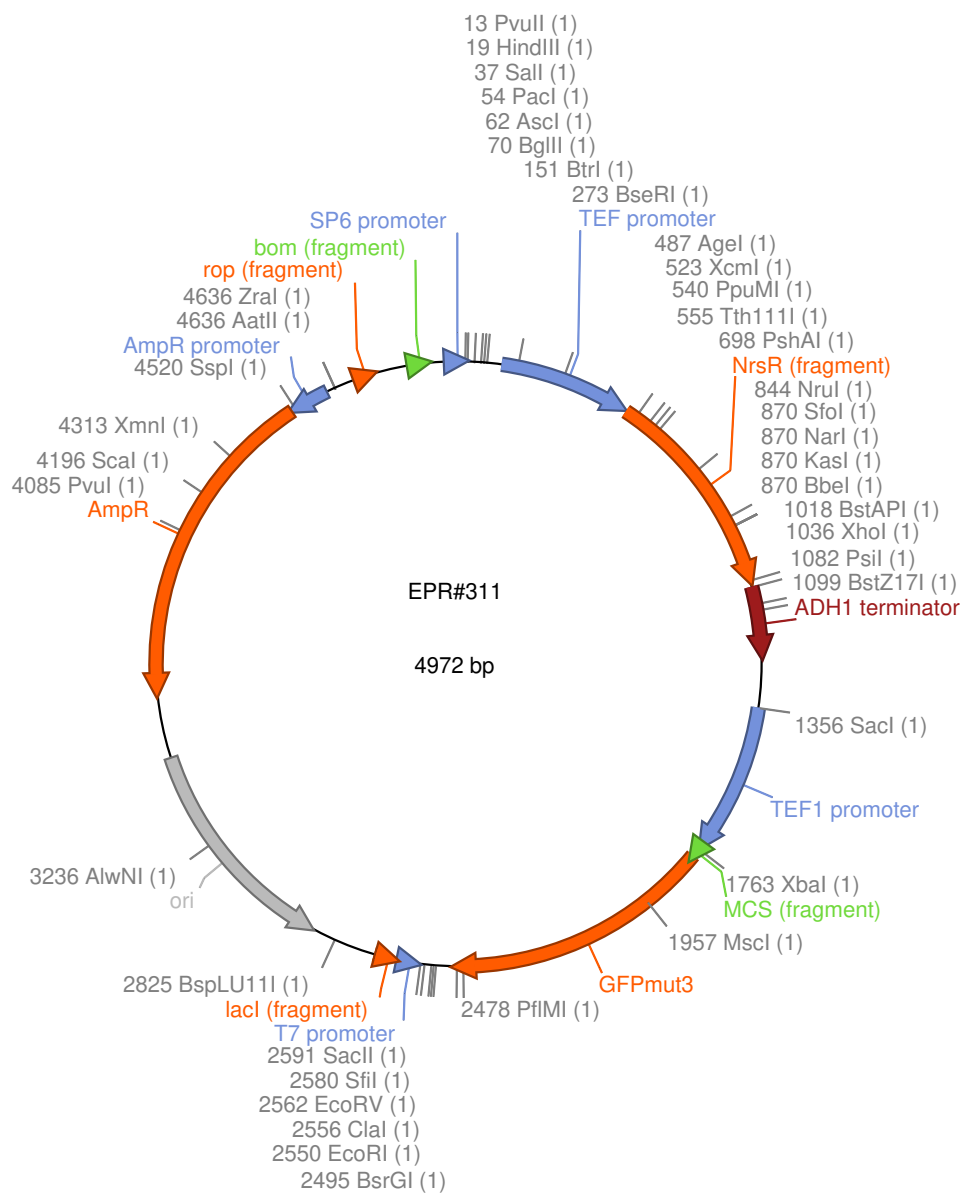 13 PvuII (1)
19 HindIII (1)
37 SalI (1)
54 PacI (1)
62 AscI (1)
70 BglII (1)
151 BtrI (1)
273 BseRI (1)
TEF promoter
487 AgeI (1)
523 XcmI (1)
540 PpuMI (1)
555 Tth111I (1)
698 PshAI (1)
NrsR (fragment)
844 NruI (1)
870 SfoI (1)
870 NarI (1)
870 KasI (1)
870 BbeI (1)
1018 BstAPI (1)
1036 XhoI (1)
1082 PsiI (1)
1099 BstZ17I (1)
ADH1 terminator
1356 SacI (1)
TEF1 promoter
1763 XbaI (1)
MCS (fragment)
1957 MscI (1)
GFPmut3
2478 PflMI (1)
SP6 promoter
bom (fragment)
rop (fragment)
4636 ZraI (1)
4636 AatII (1)
AmpR promoter
4520 SspI (1)
4313 XmnI (1)
4196 ScaI (1)
4085 PvuI (1)
AmpR
EPR#311
4972 bp
3236 AlwNI (1)
ori
2825 BspLU11I (1)
lacI (fragment)
T7 promoter
2591 SacII (1)
2580 SfiI (1)
2562 EcoRV (1)
2556 ClaI (1)
2550 EcoRI (1)
2495 BsrGI (1)